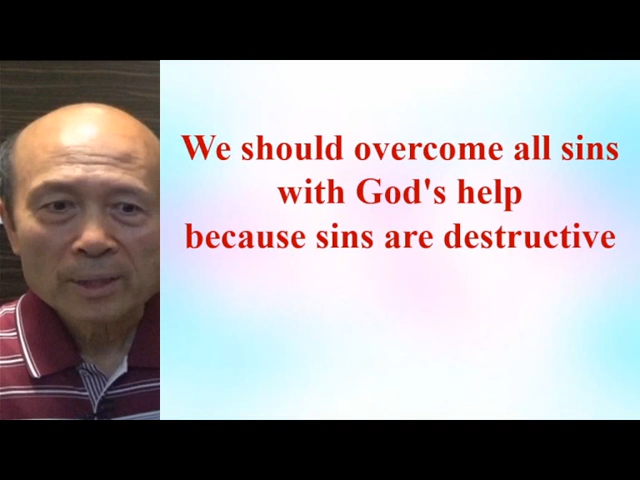 We should overcome all sins
with God's help
because sins are destructive